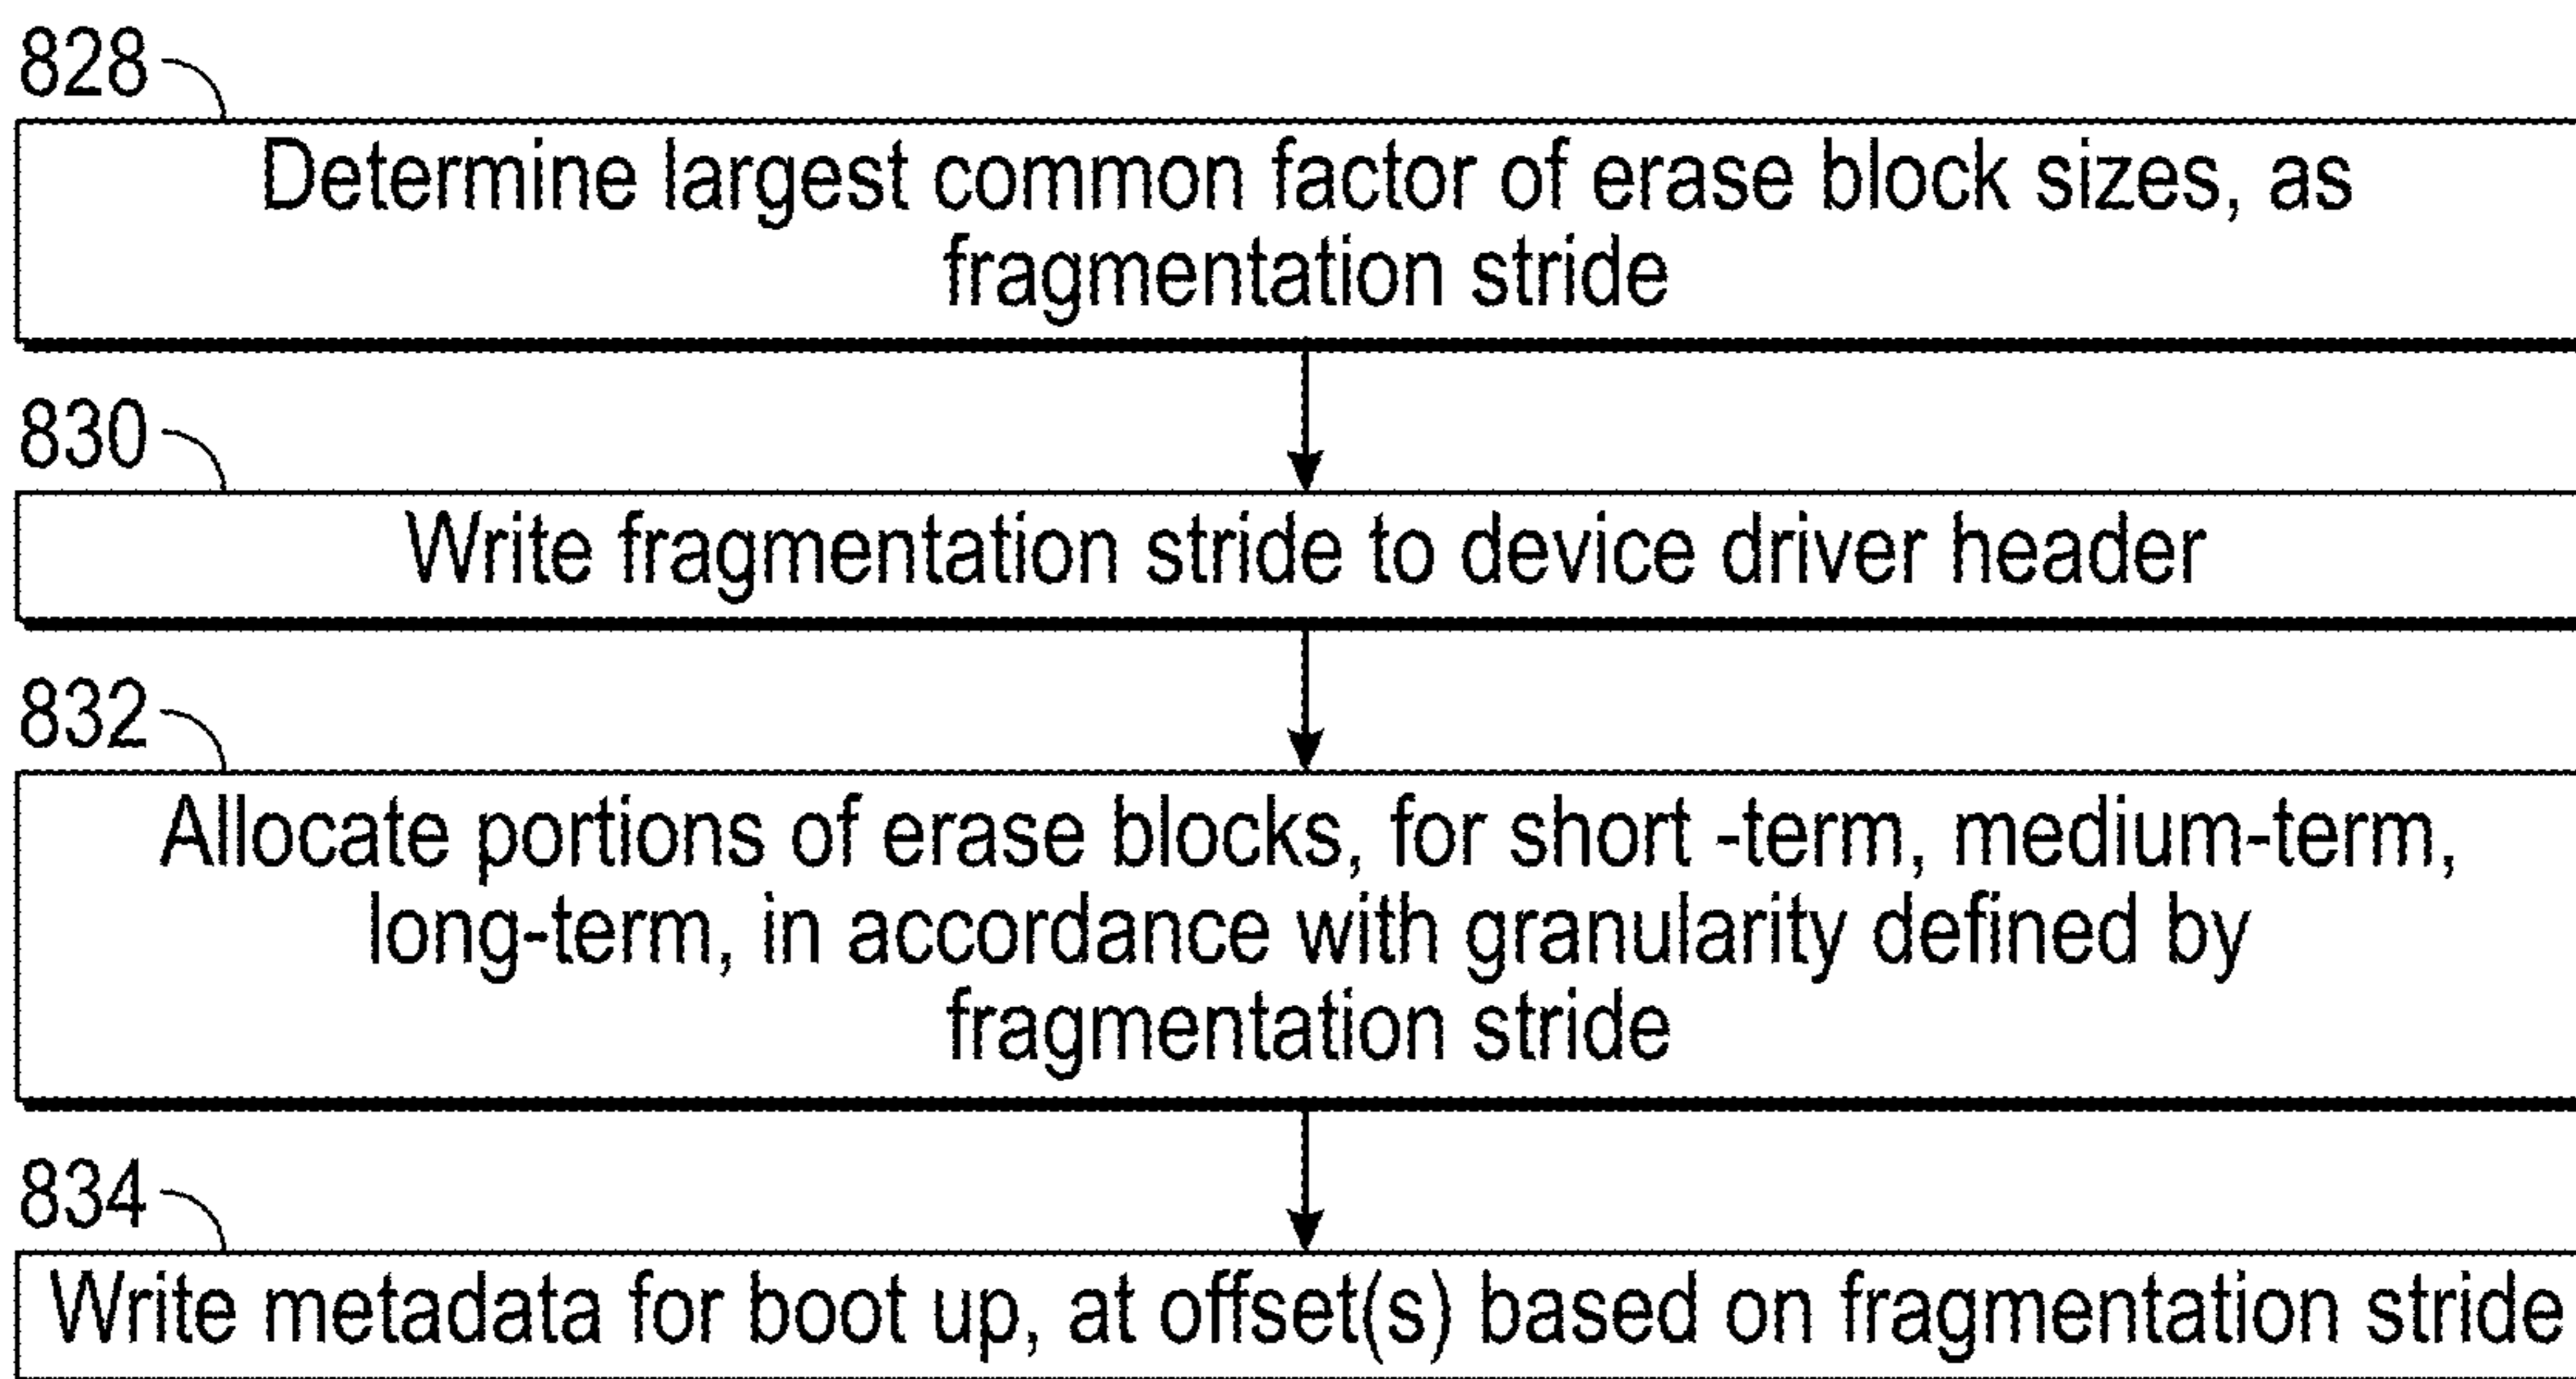 828
Determine largest common factor of erase block sizes, as
fragmentation stride
830
Write fragmentation stride to device driver header
832
Allocate portions of erase blocks, for short -term, medium-term,
long-term, in accordance with granularity defined by
fragmentation stride
834
Write metadata for boot up, at offset(s) based on fragmentation stride